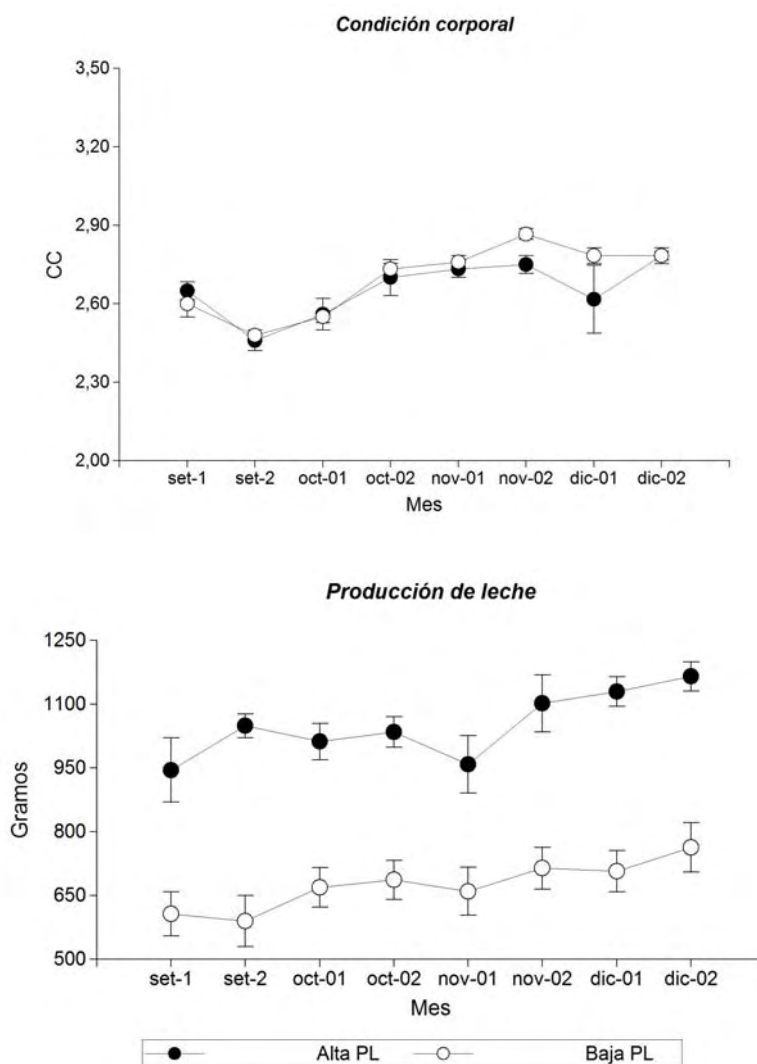 Condición corporal
3,50
3,20
2,90
2,60
2,30
2,00
CC
set-1 set-2 oct-01 oct-02 nov-01 nov-02 dic-01 dic-02
Mes
Producción de leche
1250
1100
950
800
650
500
Gramos
set-1 set-2 oct-01 oct-02 nov-01 nov-02 dic-01 dic-02
Mes
Alta PL Baja PL